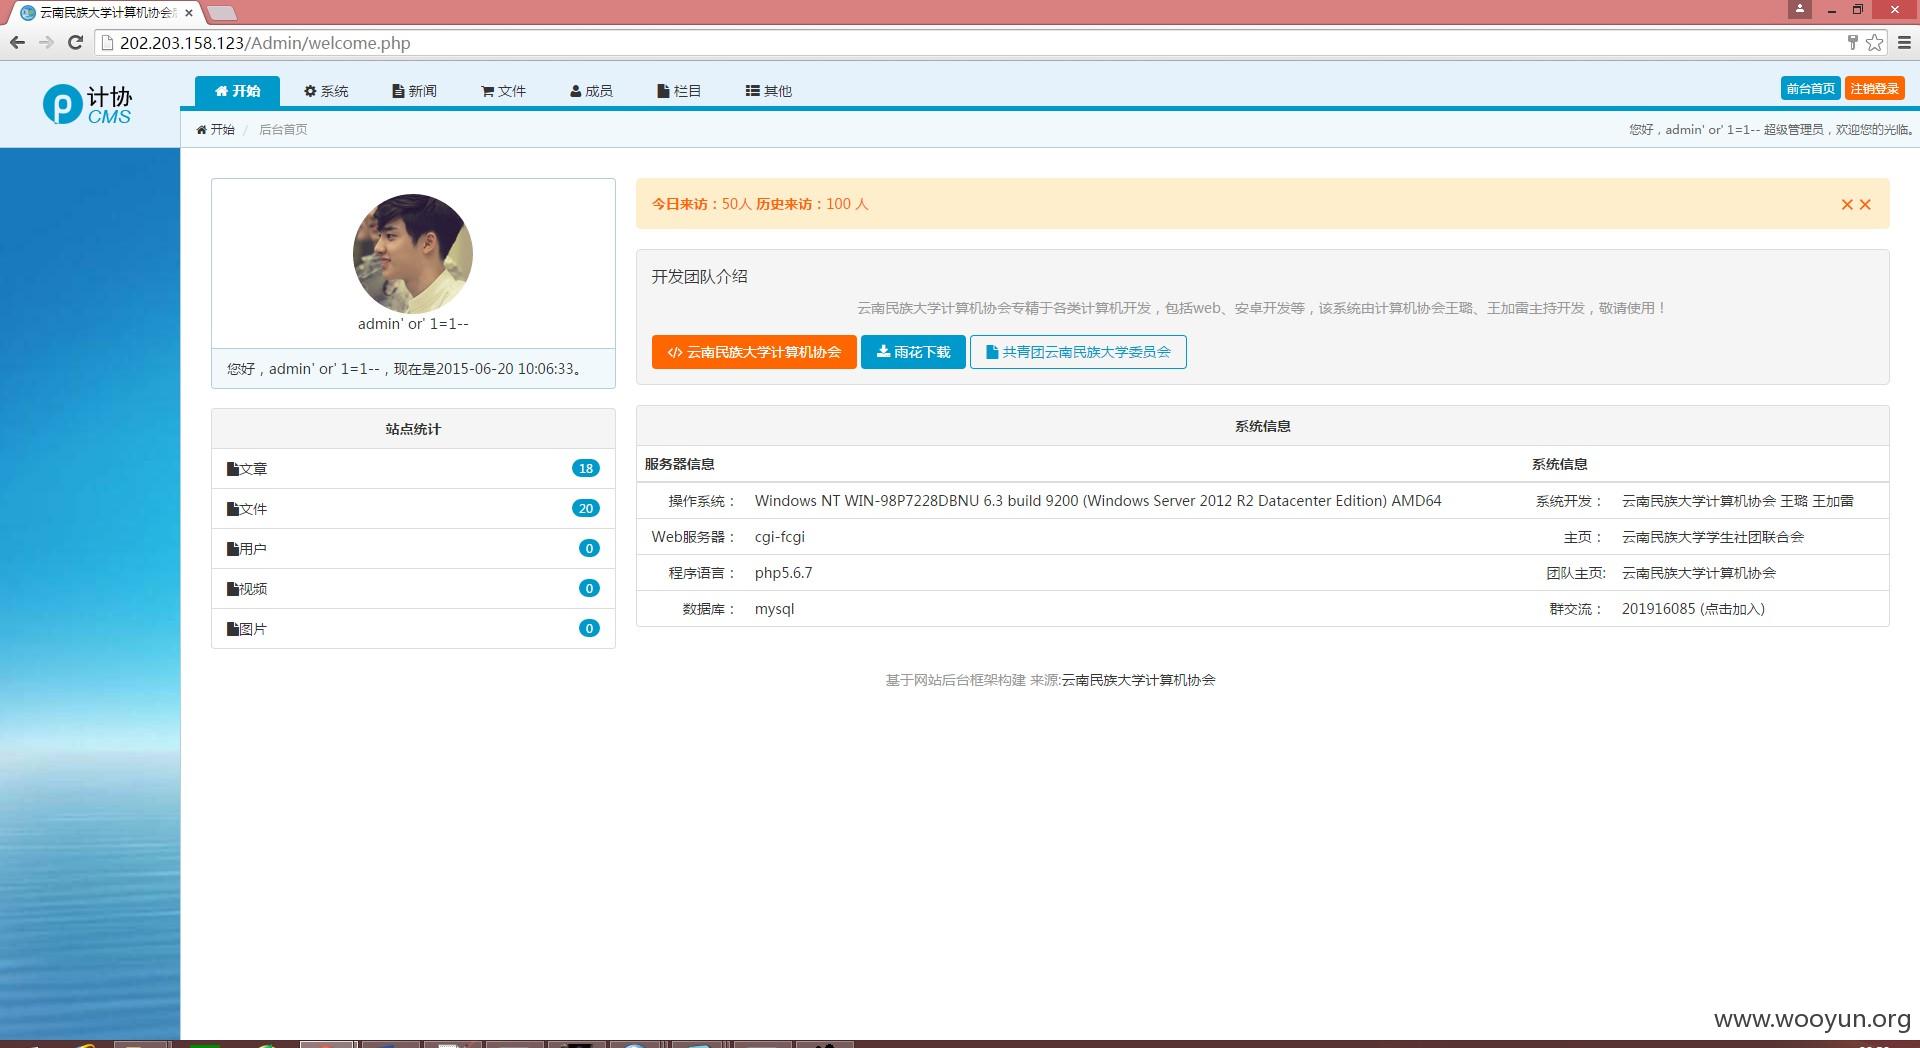 云南民族大学计算机协会
202.203.158.123/Admin/welcome.php
计协
CMS
开始
系统
新闻
文件
成员
栏目
其他
前台首页
注销登录
开始 / 后台首页
您好，admin' or' 1=1-- 超级管理员，欢迎您的光临。
admin' or' 1=1--
您好，admin' or' 1=1--，现在是2015-06-20 10:06:33。
站点统计
文章 18
文件 20
用户 0
视频 0
图片 0
今日来访：50人 历史来访：100 人
开发团队介绍
云南民族大学计算机协会专精于各类计算机开发，包括web、安卓开发等，该系统由计算机协会王璐、王加雷主持开发，敬请使用！
云南民族大学计算机协会
雨花下载
共青团云南民族大学委员会
系统信息
服务器信息 系统信息
操作系统： Windows NT WIN-98P7228DBNU 6.3 build 9200 (Windows Server 2012 R2 Datacenter Edition) AMD64 系统开发： 云南民族大学计算机协会 王璐 王加雷
Web服务器： cgi-fcgi 主页： 云南民族大学学生社团联合会
程序语言： php5.6.7 团队主页: 云南民族大学计算机协会
数据库： mysql 群交流： 201916085 (点击加入)
基于网站后台框架构建 来源:云南民族大学计算机协会
www.wooyun.org